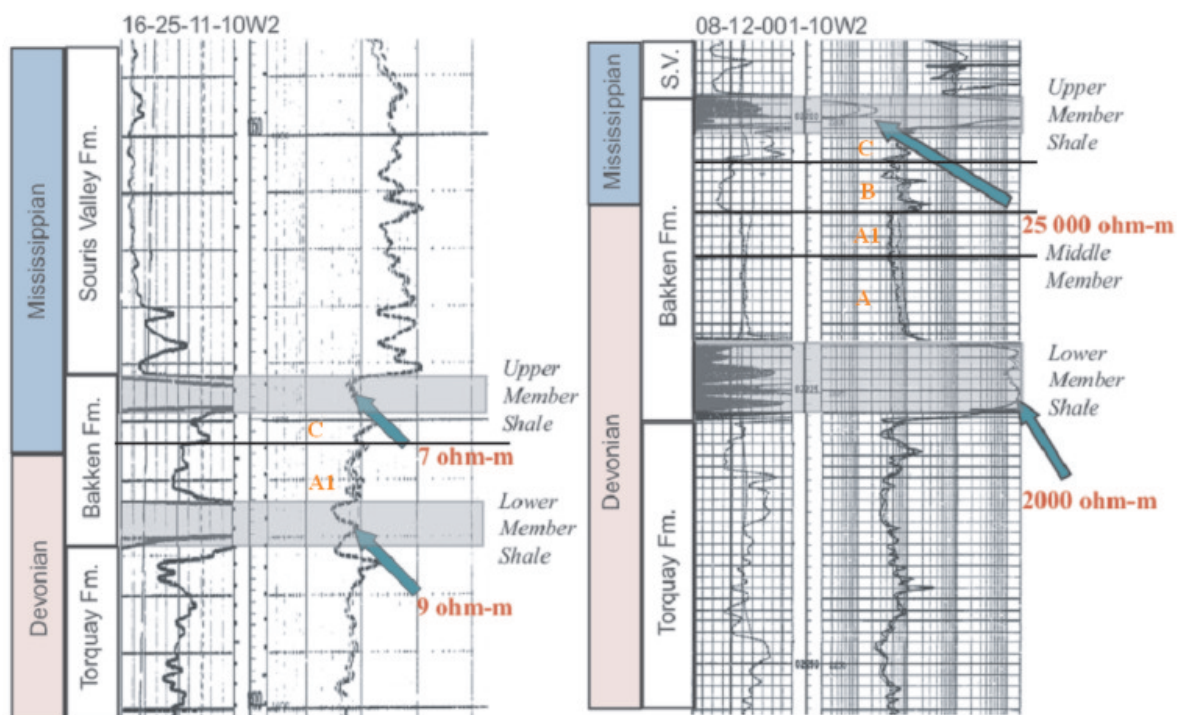 16-25-11-10W2
Mississippian
Devonian
Souris Valley Fm.
Bakken Fm.
Torquay Fm.
Upper
Member
Shale
C
7 ohm-m
A1
Lower
Member
Shale
9 ohm-m
08-12-001-10W2
Mississippian
Devonian
S.V.
Bakken Fm.
Torquay Fm.
Upper
Member
Shale
C
B
25 000 ohm-m
A1
Middle
Member
A
Lower
Member
Shale
2000 ohm-m